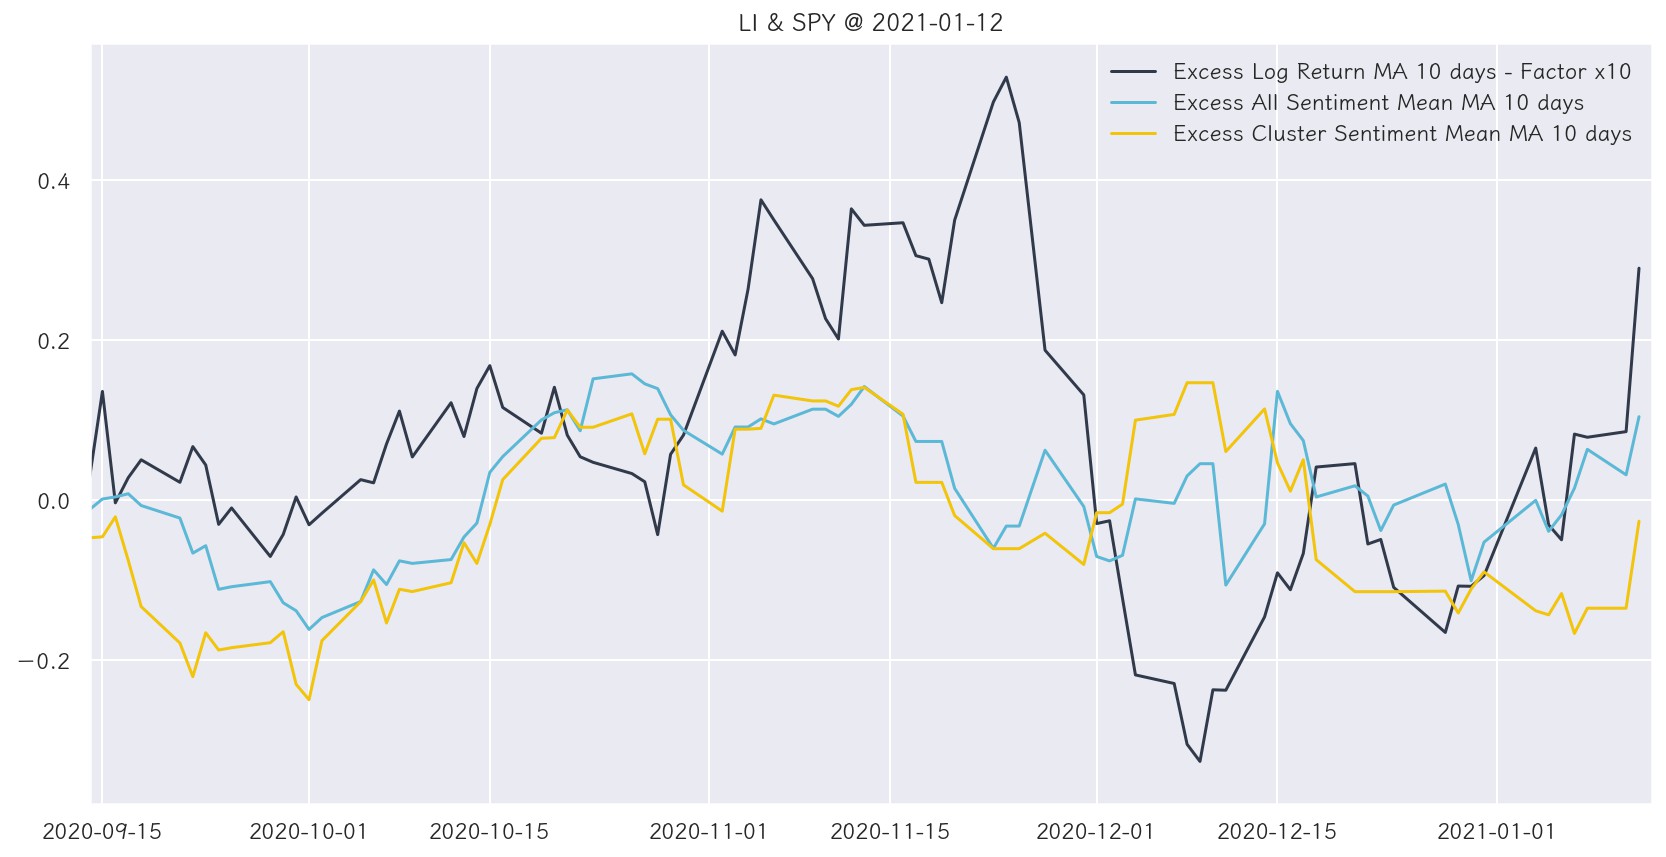 LI & SPY @ 2021-01-12
Excess Log Return MA 10 days - Factor x10
Excess All Sentiment Mean MA 10 days
Excess Cluster Sentiment Mean MA 10 days
0.4
0.2
0.0
−0.2
2020-09-15 2020-10-01 2020-10-15 2020-11-01 2020-11-15 2020-12-01 2020-12-15 2021-01-01